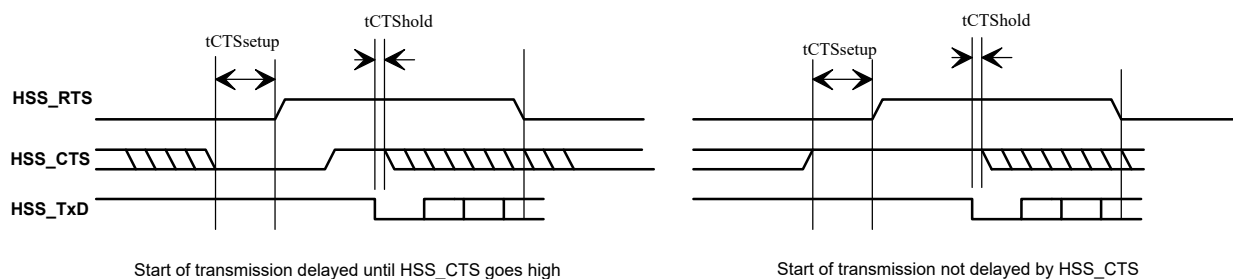 tCTShold
tCTSsetup
HSS_RTS
HSS_CTS
HSS_TxD
Start of transmission delayed until HSS_CTS goes high
tCTShold
tCTSsetup
Start of transmission not delayed by HSS_CTS